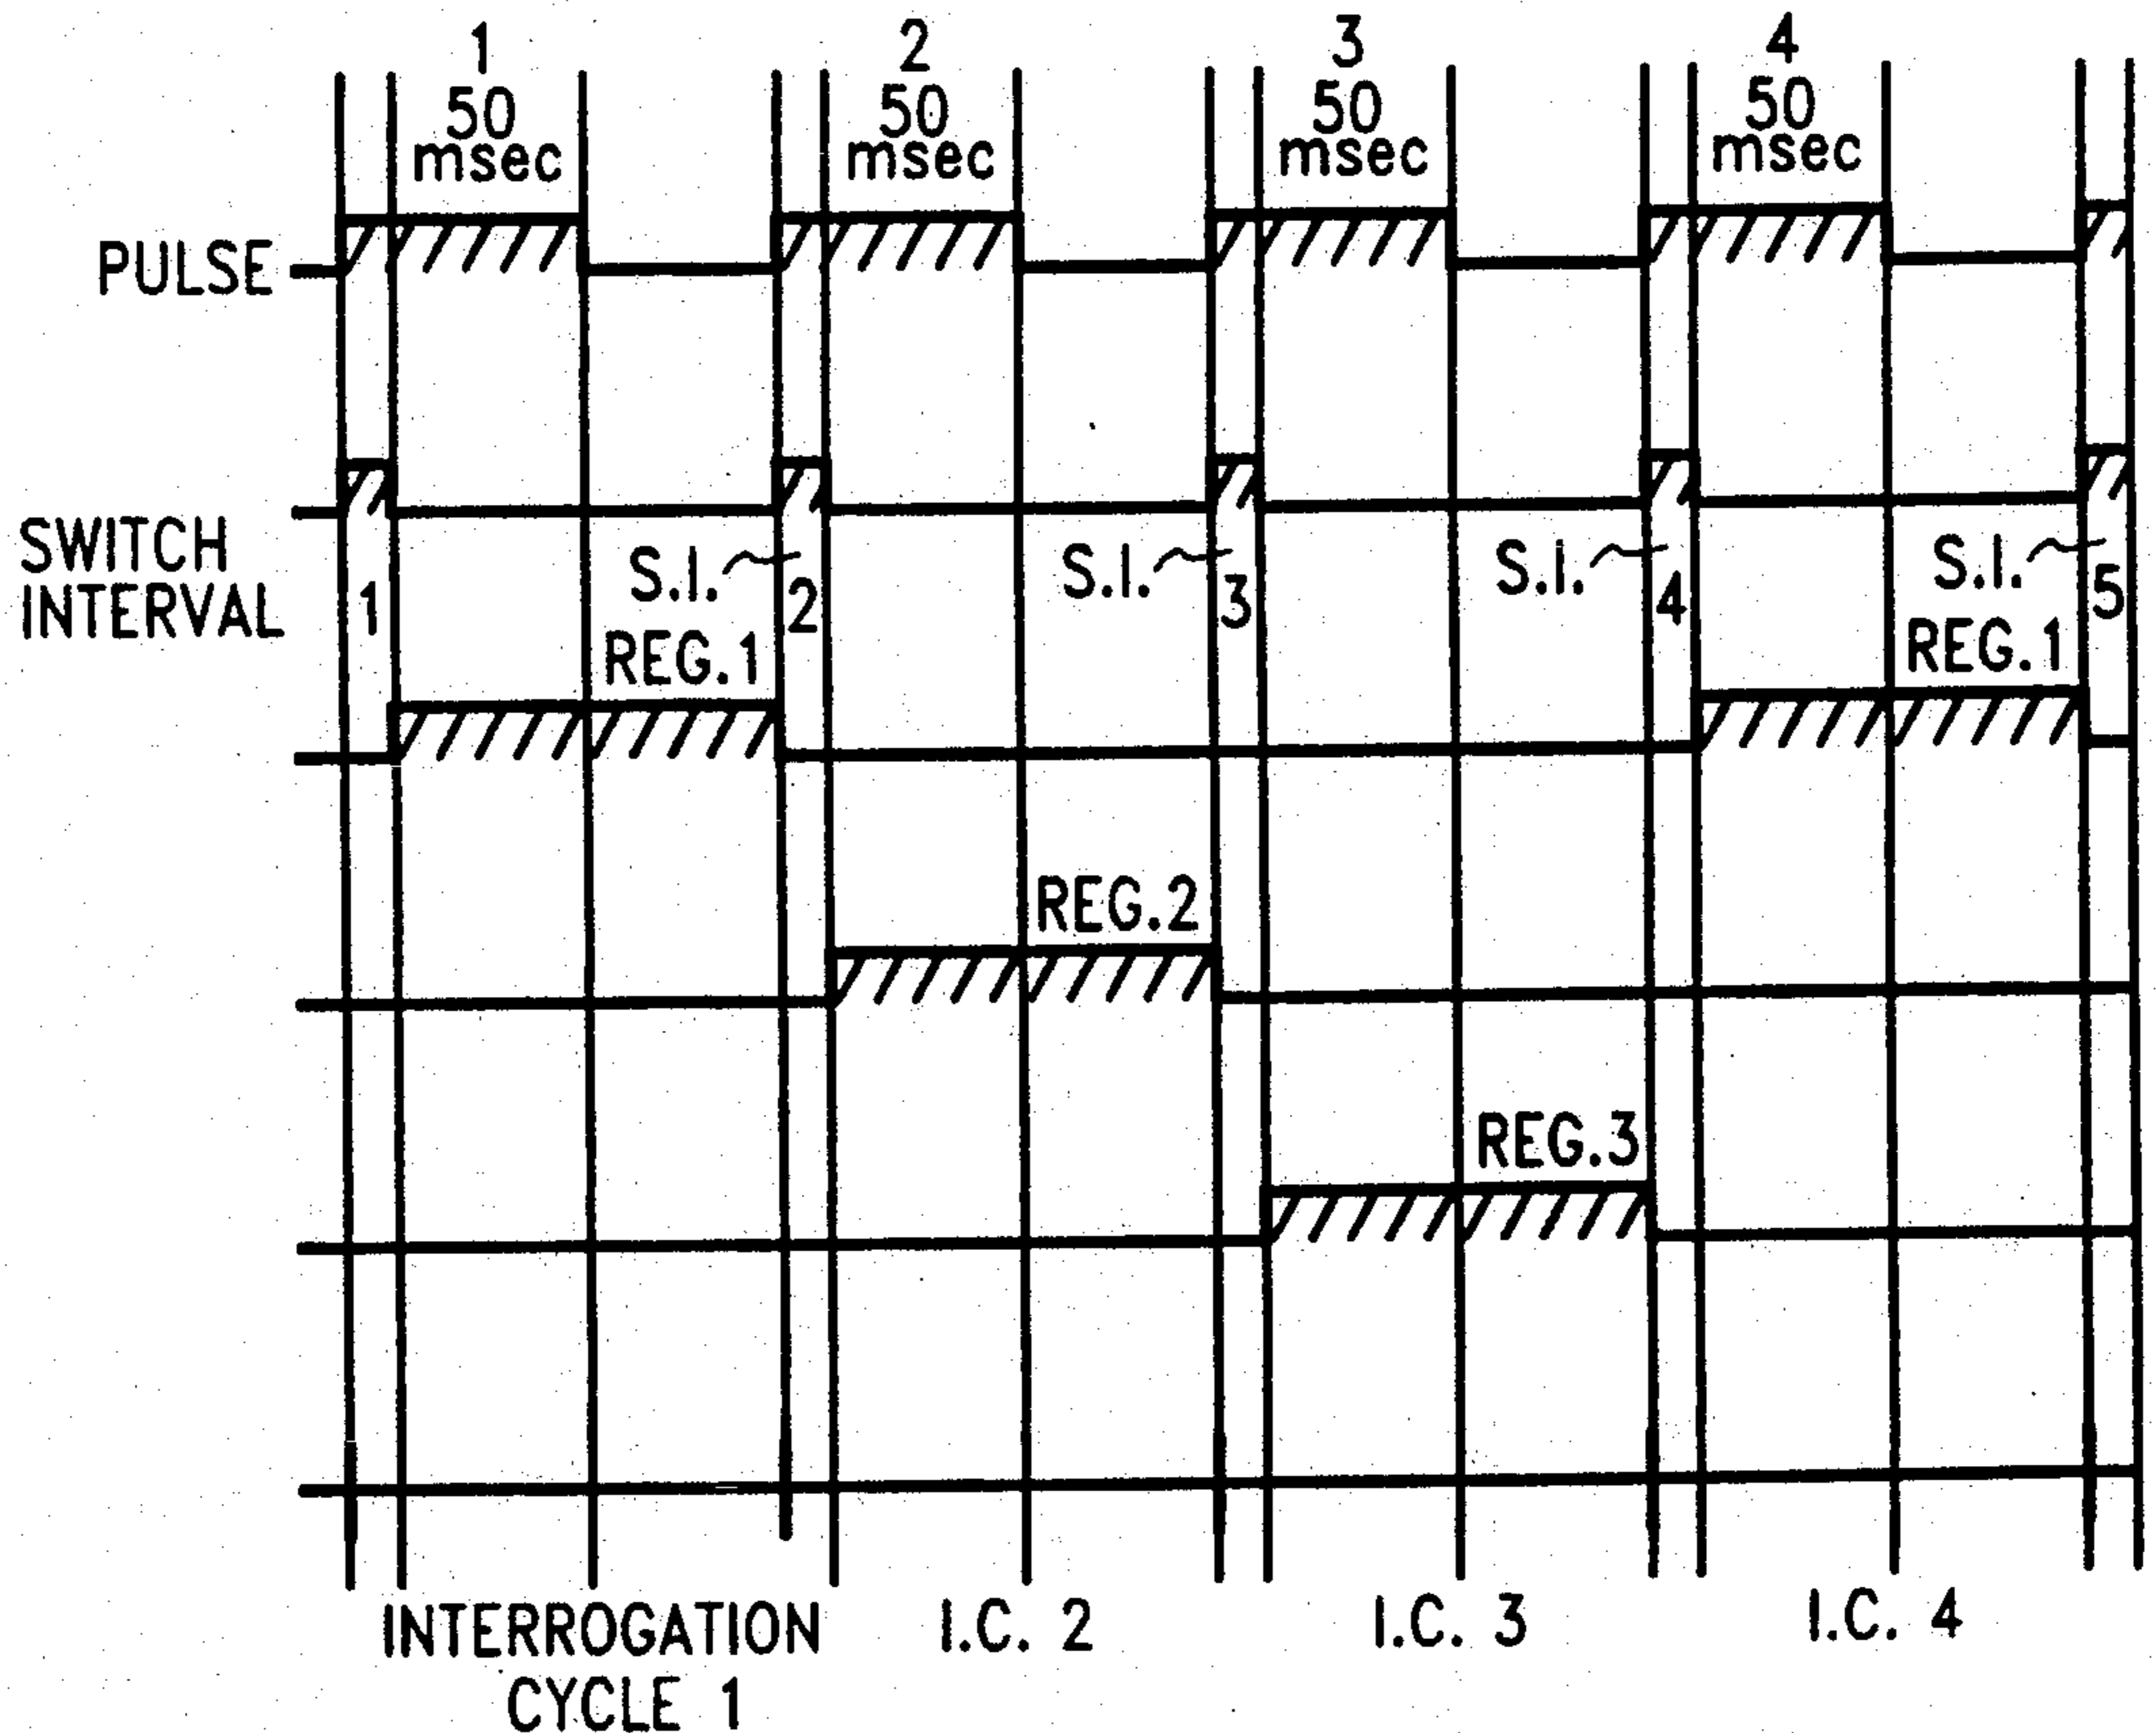 1
50
msec
2
50
msec
3
50
msec
4
50
msec
PULSE
SWITCH
INTERVAL
1
S.I.
2
S.I.
3
S.I.
4
S.I.
5
REG.1
REG.1
REG.2
REG.3
INTERROGATION
CYCLE 1
I.C. 2
I.C. 3
I.C. 4